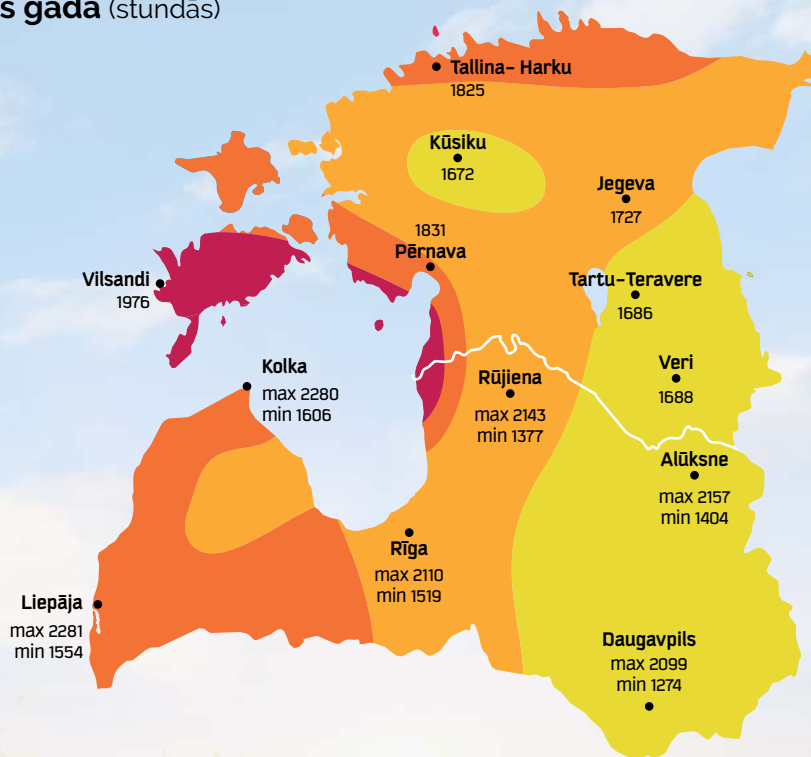 s gada (stundās)
Tallina- Harku
1825
Kūsiku
1672
Jegeva
1727
1831
Pērnava
Vilsandi
1976
Tartu-Teravere
1686
Veri
1688
Kolka
max 2280
min 1606
Rūjiena
max 2143
min 1377
Alūksne
max 2157
min 1404
Rīga
max 2110
min 1519
Liepāja
max 2281
min 1554
Daugavpils
max 2099
min 1274